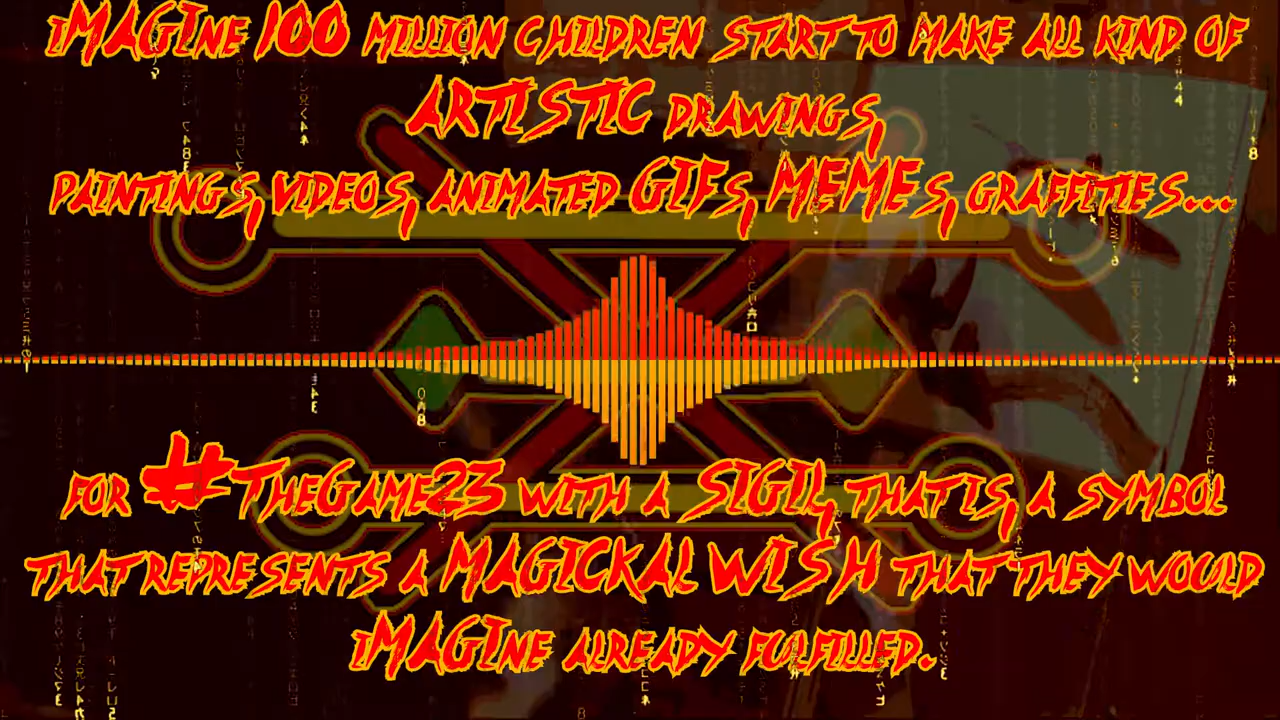 iMAGIne 100 million children start to make all kind of
ARTISTIC drawings,
paintings, videos, animated GIFs, MEMEs, graffities...
for #TheGame23 with a SIGIL, that is, a symbol
that represents a MAGICKAL WISH that they would
iMAGIne already fulfilled.